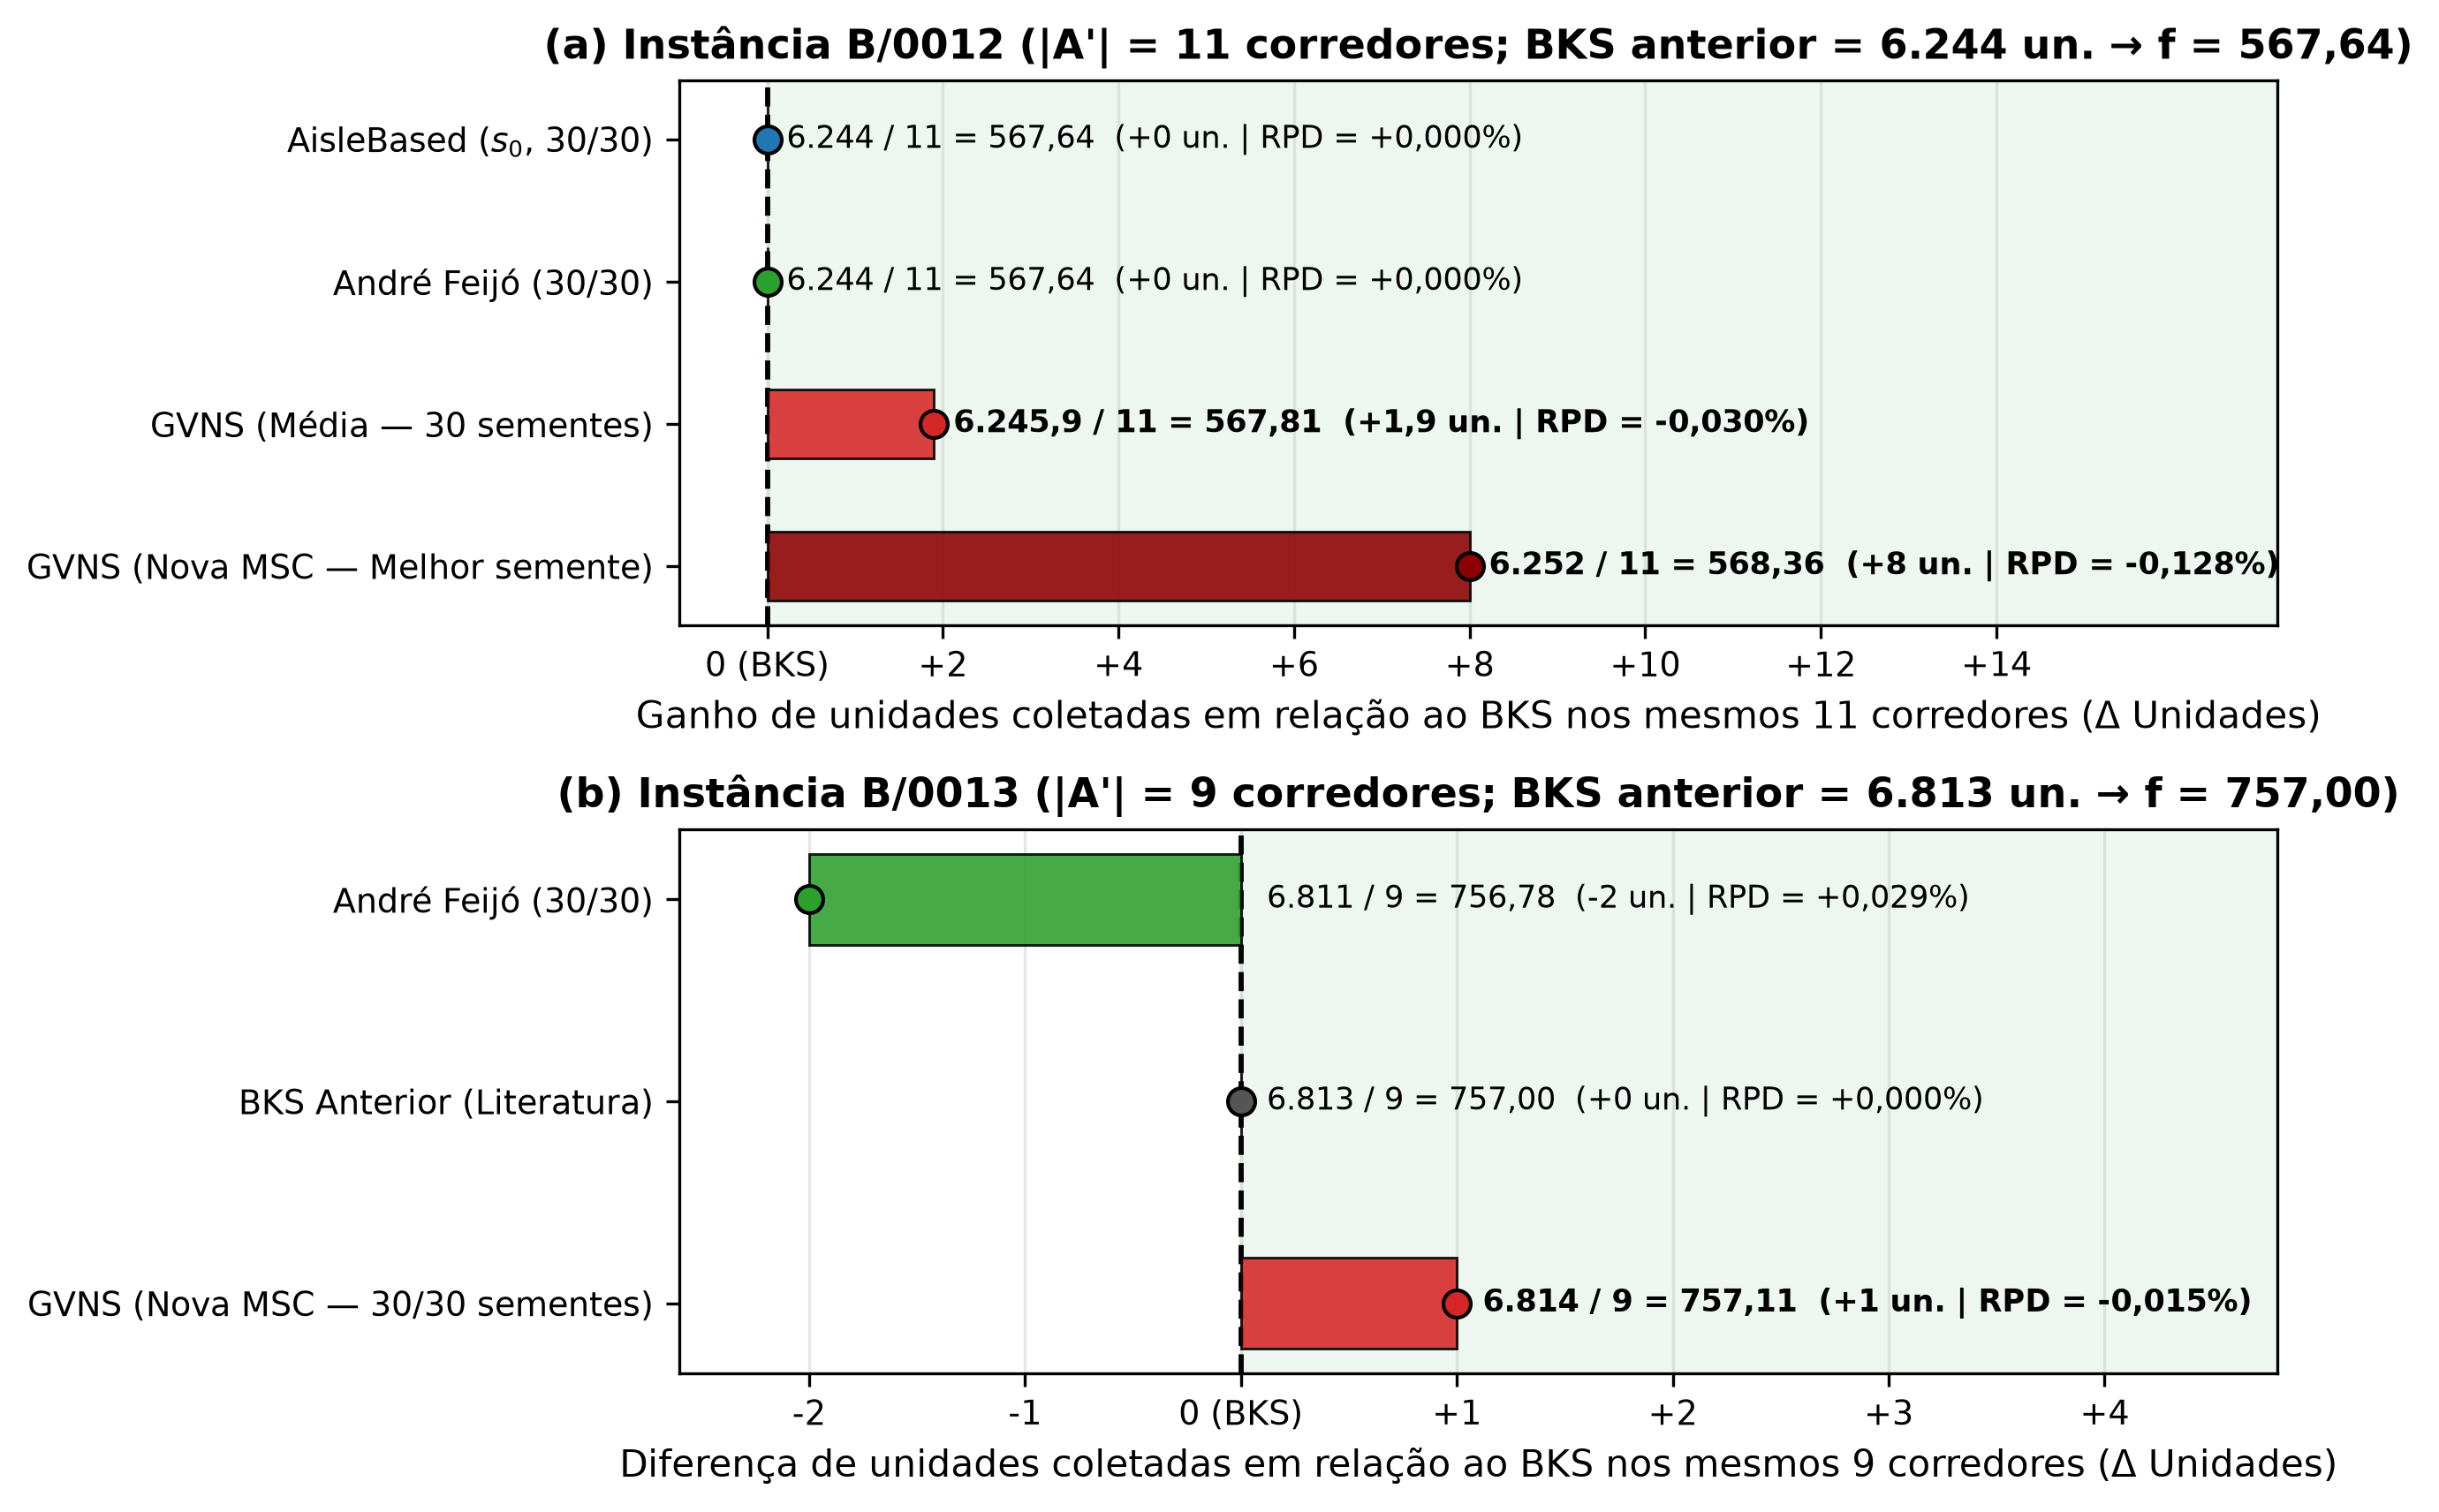 (a) Instância B/0012 (|A'| = 11 corredores; BKS anterior = 6.244 un. → f = 567,64)
AisleBased (s₀, 30/30)
6.244 / 11 = 567,64  (+0 un. | RPD = +0,000%)
André Feijó (30/30)
6.244 / 11 = 567,64  (+0 un. | RPD = +0,000%)
GVNS (Média — 30 sementes)
6.245,9 / 11 = 567,81  (+1,9 un. | RPD = -0,030%)
GVNS (Nova MSC — Melhor semente)
6.252 / 11 = 568,36  (+8 un. | RPD = -0,128%)
0 (BKS) +2 +4 +6 +8 +10 +12 +14
Ganho de unidades coletadas em relação ao BKS nos mesmos 11 corredores (Δ Unidades)
(b) Instância B/0013 (|A'| = 9 corredores; BKS anterior = 6.813 un. → f = 757,00)
André Feijó (30/30)
6.811 / 9 = 756,78  (-2 un. | RPD = +0,029%)
BKS Anterior (Literatura)
6.813 / 9 = 757,00  (+0 un. | RPD = +0,000%)
GVNS (Nova MSC — 30/30 sementes)
6.814 / 9 = 757,11  (+1 un. | RPD = -0,015%)
-2 -1 0 (BKS) +1 +2 +3 +4
Diferença de unidades coletadas em relação ao BKS nos mesmos 9 corredores (Δ Unidades)